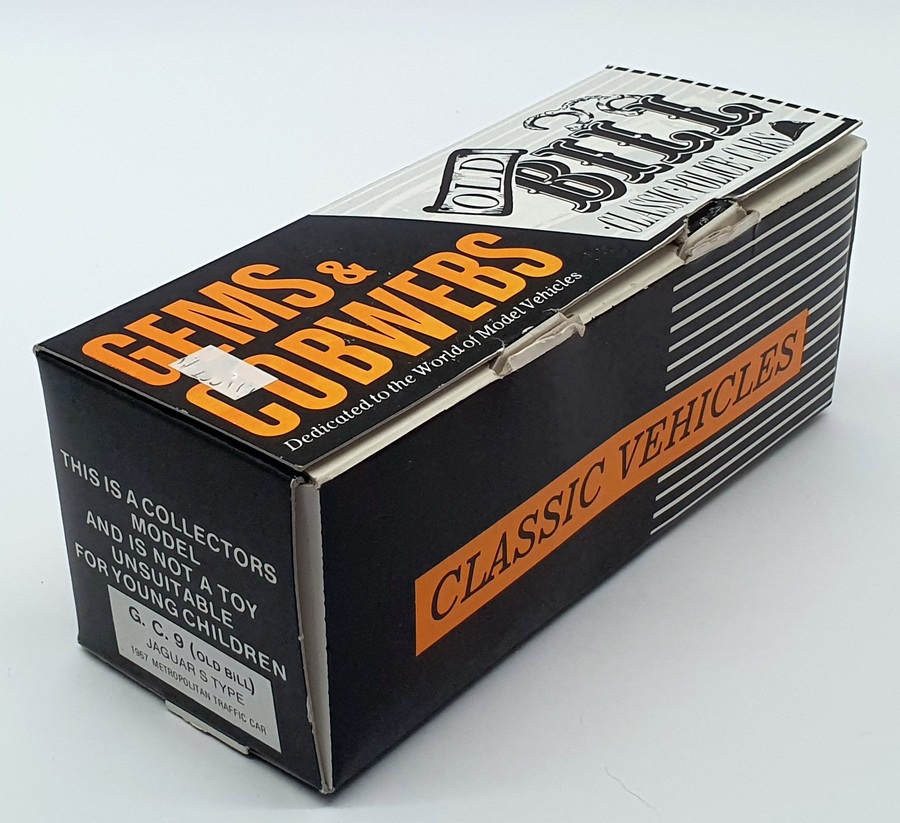 OLD
BILL
·CLASSIC·POLICE·CARS·
GEMS &
COBWEBS
Dedicated to the World of Model Vehicles
CLASSIC VEHICLES
THIS IS A COLLECTORS
MODEL
AND IS NOT A TOY
UNSUITABLE
FOR YOUNG CHILDREN
G. C. 9 (OLD BILL)
JAGUAR S TYPE
1967 METROPOLITAN TRAFFIC CAR